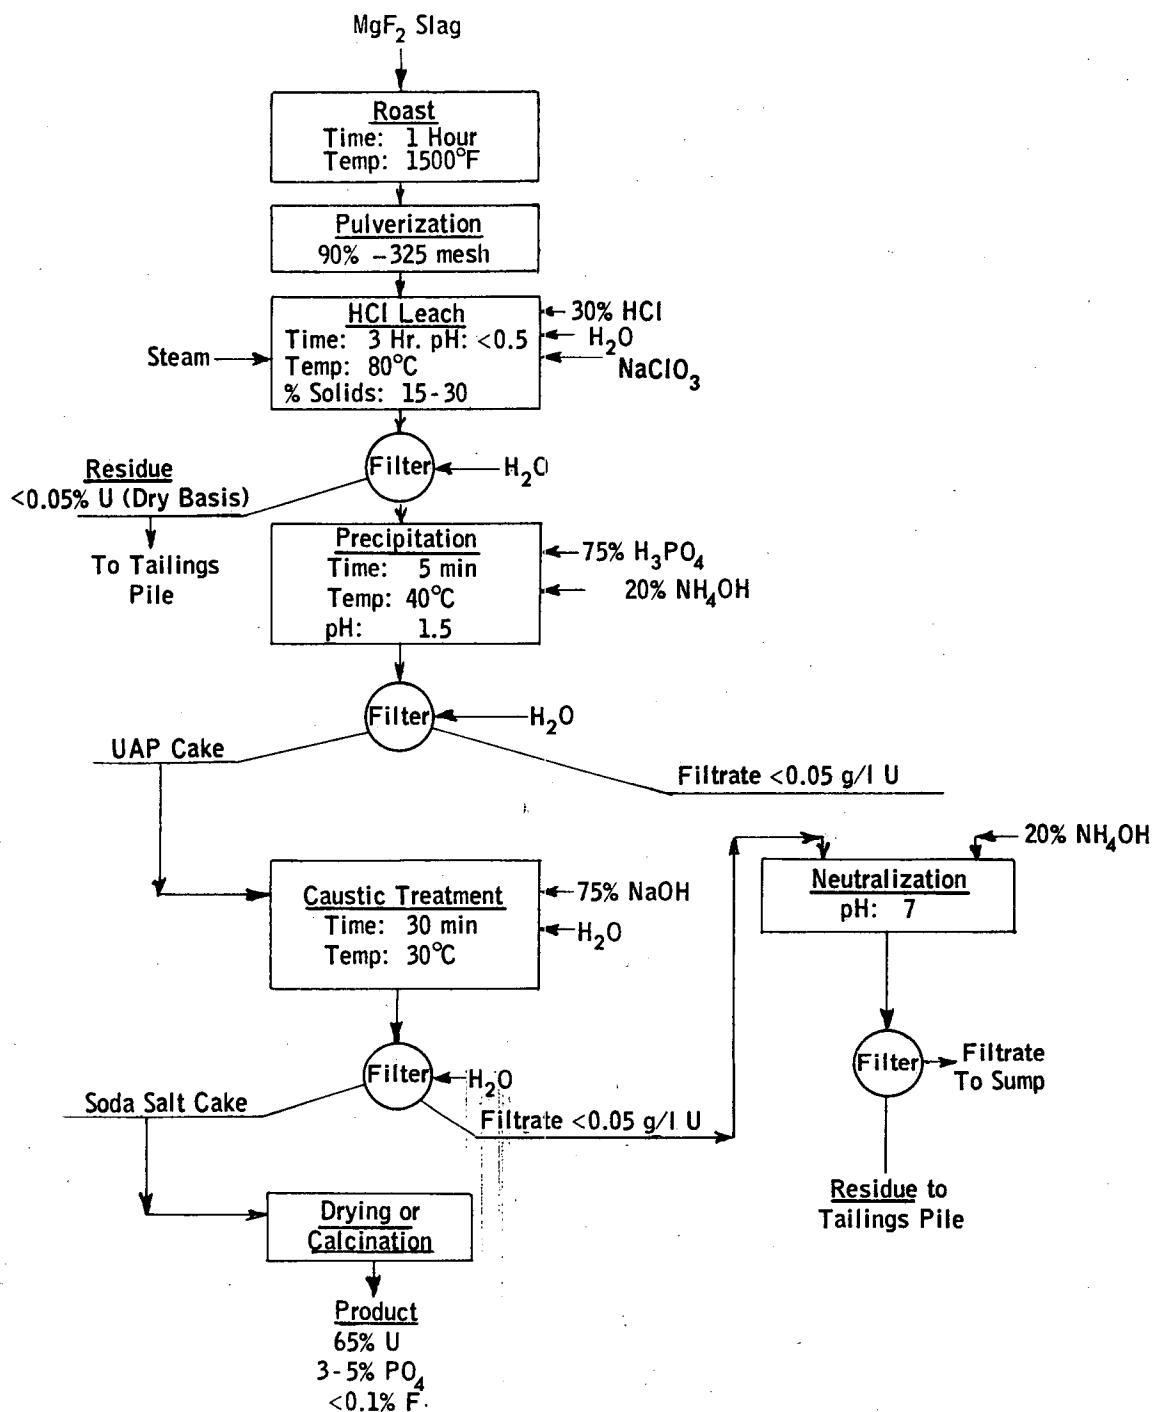 MgF2 Slag
Roast
Time: 1 Hour
Temp: 1500°F
Pulverization
90% -325 mesh
HCl Leach
Time: 3 Hr. pH: <0.5
Temp: 80°C
% Solids: 15-30
Steam
30% HCl
H2O
NaClO3
Filter
H2O
Residue
<0.05% U (Dry Basis)
To Tailings
Pile
Precipitation
Time: 5 min
Temp: 40°C
pH: 1.5
75% H3PO4
20% NH4OH
Filter
H2O
UAP Cake
Filtrate <0.05 g/l U
20% NH4OH
Neutralization
pH: 7
Caustic Treatment
Time: 30 min
Temp: 30°C
75% NaOH
H2O
Filter
Filtrate
To Sump
Filter
H2O
Soda Salt Cake
Filtrate <0.05 g/l U
Residue to
Tailings Pile
Drying or
Calcination
Product
65% U
3-5% PO4
<0.1% F.